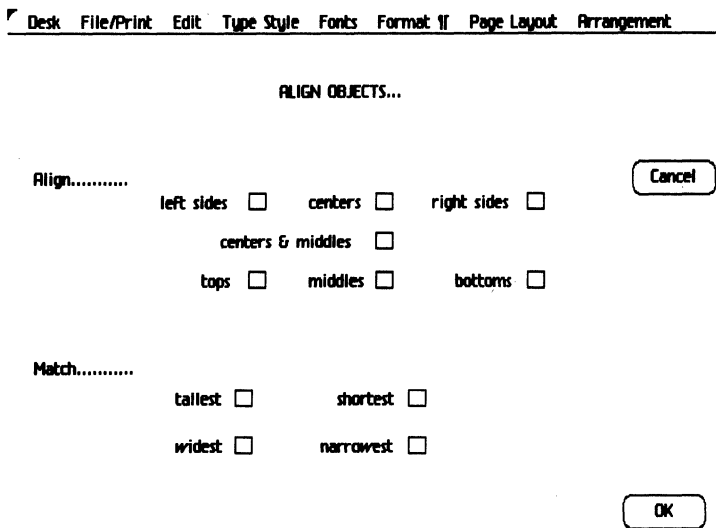 Desk File/Print Edit Type Style Fonts Format ¶ Page Layout Arrangement
ALIGN OBJECTS...
Align........... Cancel
left sides centers right sides
centers & middles
tops middles bottoms
Match...........
tallest shortest
widest narrowest
OK